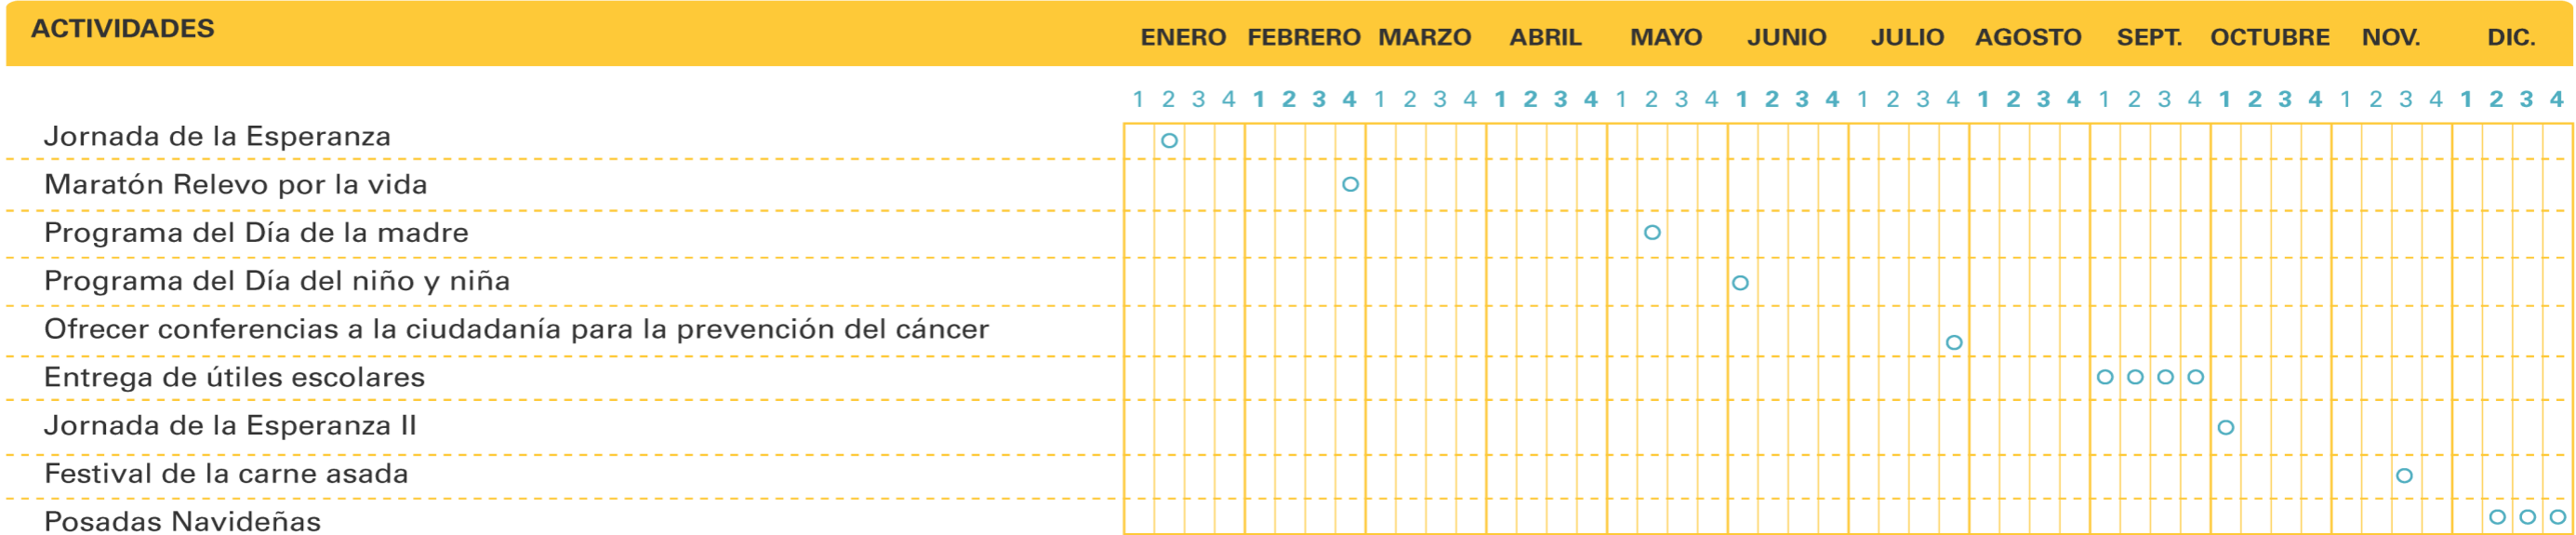 ACTIVIDADES
ENERO FEBRERO MARZO ABRIL MAYO JUNIO JULIO AGOSTO SEPT. OCTUBRE NOV. DIC.
1 2 3 4 1 2 3 4 1 2 3 4 1 2 3 4 1 2 3 4 1 2 3 4 1 2 3 4 1 2 3 4 1 2 3 4 1 2 3 4 1 2 3 4 1 2 3 4
Jornada de la Esperanza
Maratón Relevo por la vida
Programa del Día de la madre
Programa del Día del niño y niña
Ofrecer conferencias a la ciudadanía para la prevención del cáncer
Entrega de útiles escolares
Jornada de la Esperanza II
Festival de la carne asada
Posadas Navideñas